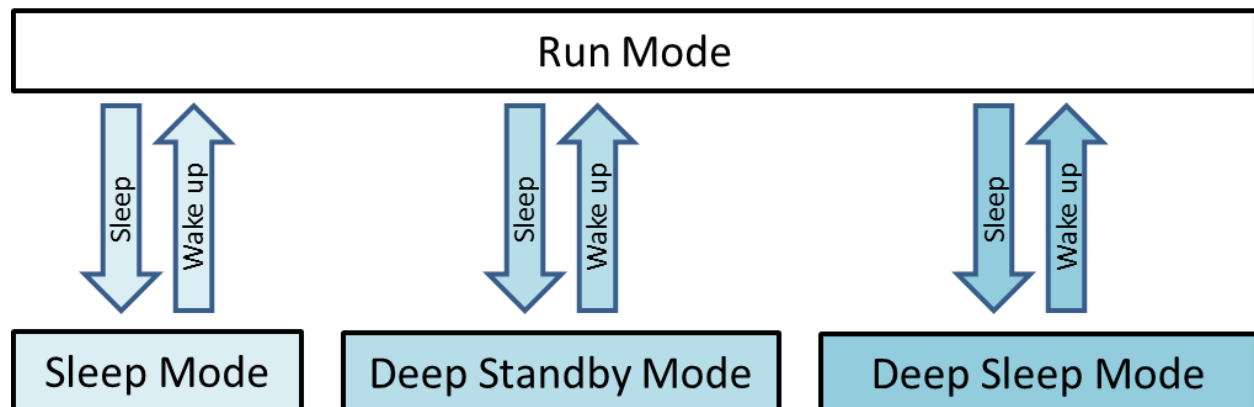 Run Mode
Sleep
Wake up
Sleep
Wake up
Sleep
Wake up
Sleep Mode
Deep Standby Mode
Deep Sleep Mode